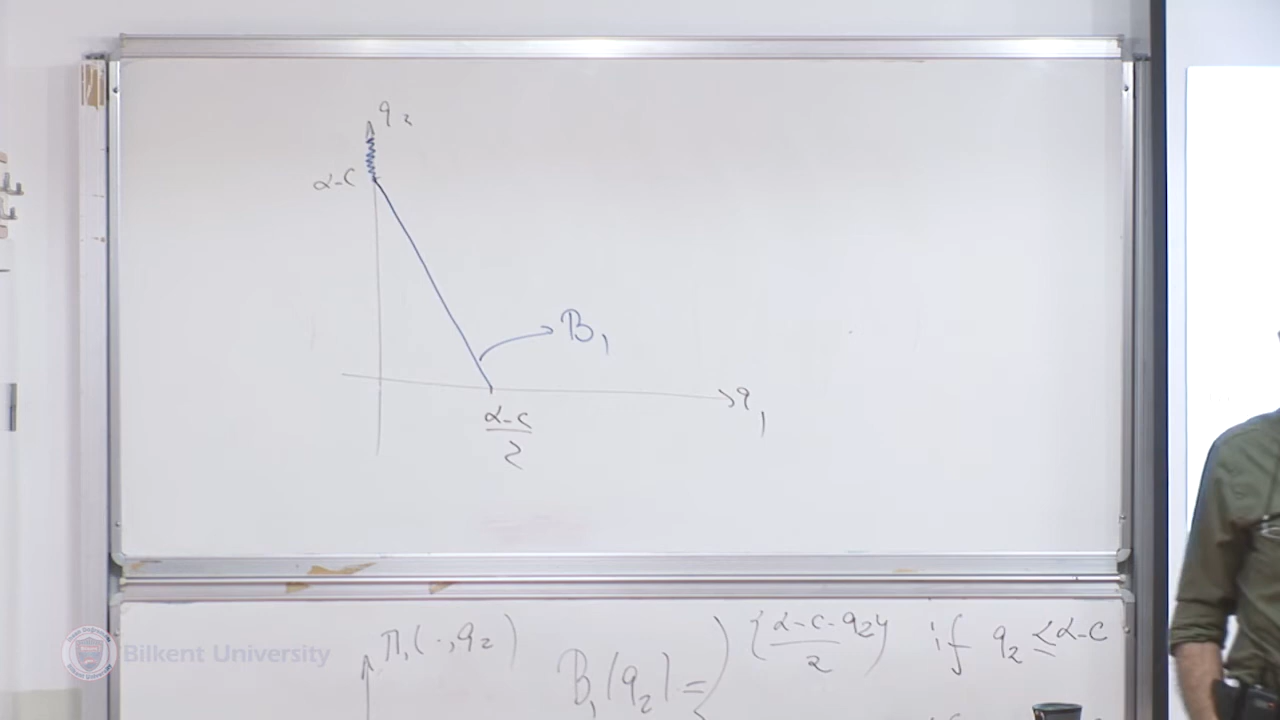 q₂
α-c
B₁
q₁
α-c
2
Π₁(·,q₂)
B₁(q₂) = { {α-c-q₂} / 2 if q₂ ≤ α-c
Bilkent University